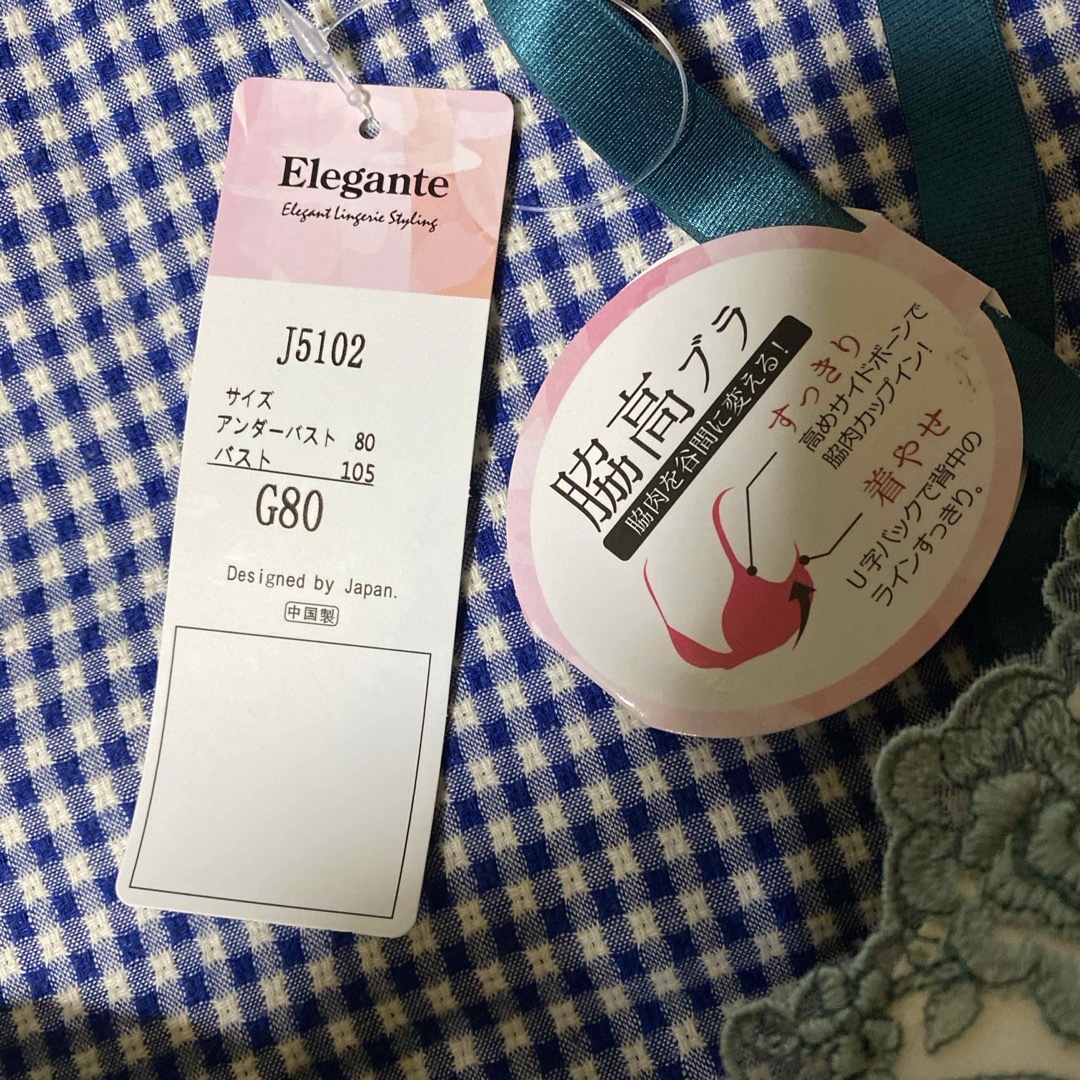 Elegante
Elegant Lingerie Styling
J5102
サイズ
アンダーバスト 80
バスト 105
G80
Designed by Japan.
中国製
脇高ブラ
脇肉を谷間に変える!
すっきり
高めサイドボーンで
脇肉カップイン!
着やせ
U字バックで背中の
ラインすっきり。